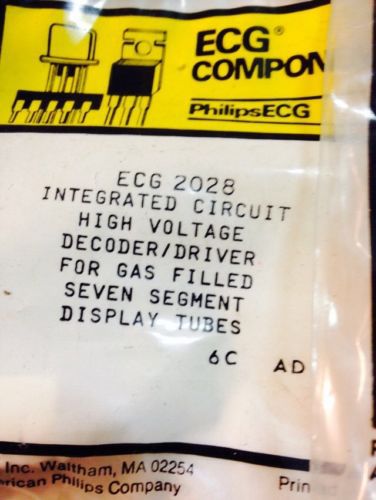 ECG®
COMPON
PhilipsECG
ECG 2028
INTEGRATED CIRCUIT
HIGH VOLTAGE
DECODER/DRIVER
FOR GAS FILLED
SEVEN SEGMENT
DISPLAY TUBES
6C AD
Inc. Waltham, MA 02254
rican Philips Company
Prin